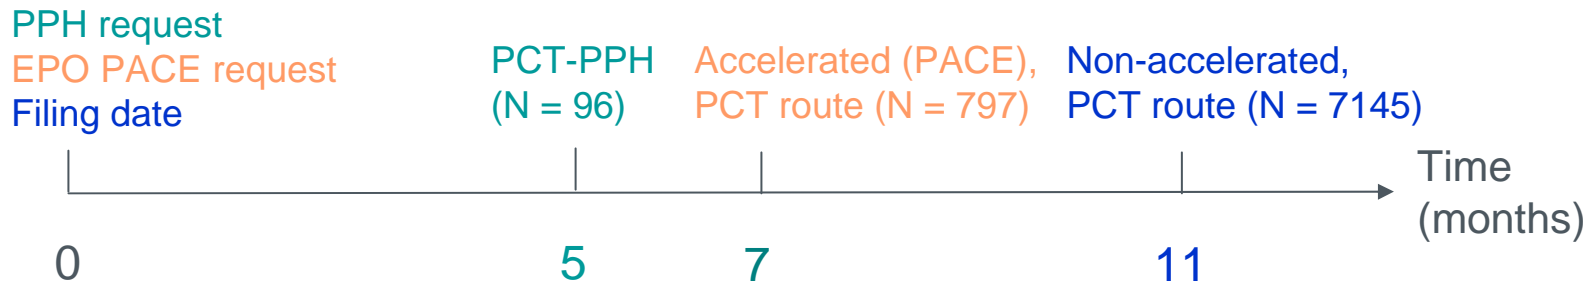 PPH request
EPO PACE request
Filing date
PCT-PPH
(N = 96)
Accelerated (PACE),
PCT route (N = 797)
Non-accelerated,
PCT route (N = 7145)
Time
(months)
0
5
7
11